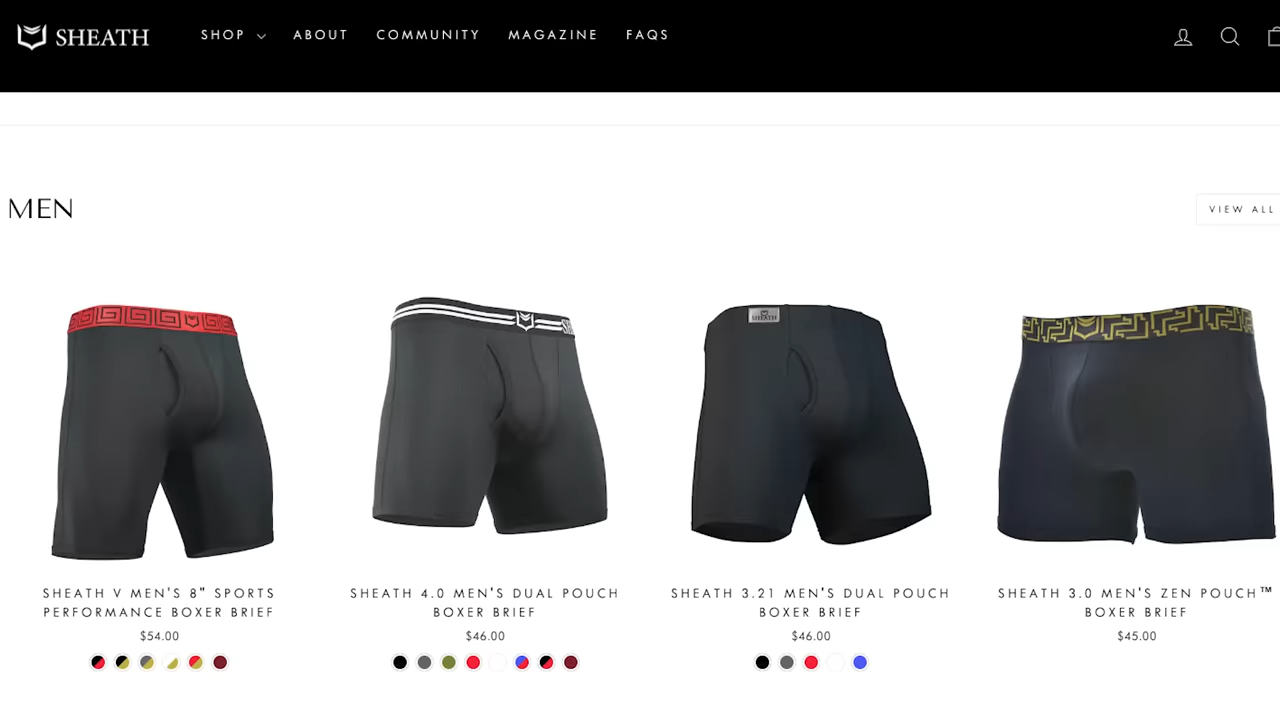 SHEATH
SHOP ABOUT COMMUNITY MAGAZINE FAQS
MEN
VIEW ALL
SHEATH
SHEATH V MEN'S 8" SPORTS
PERFORMANCE BOXER BRIEF
$54.00
SHEATH 4.0 MEN'S DUAL POUCH
BOXER BRIEF
$46.00
SHEATH 3.21 MEN'S DUAL POUCH
BOXER BRIEF
$46.00
SHEATH 3.0 MEN'S ZEN POUCH™
BOXER BRIEF
$45.00